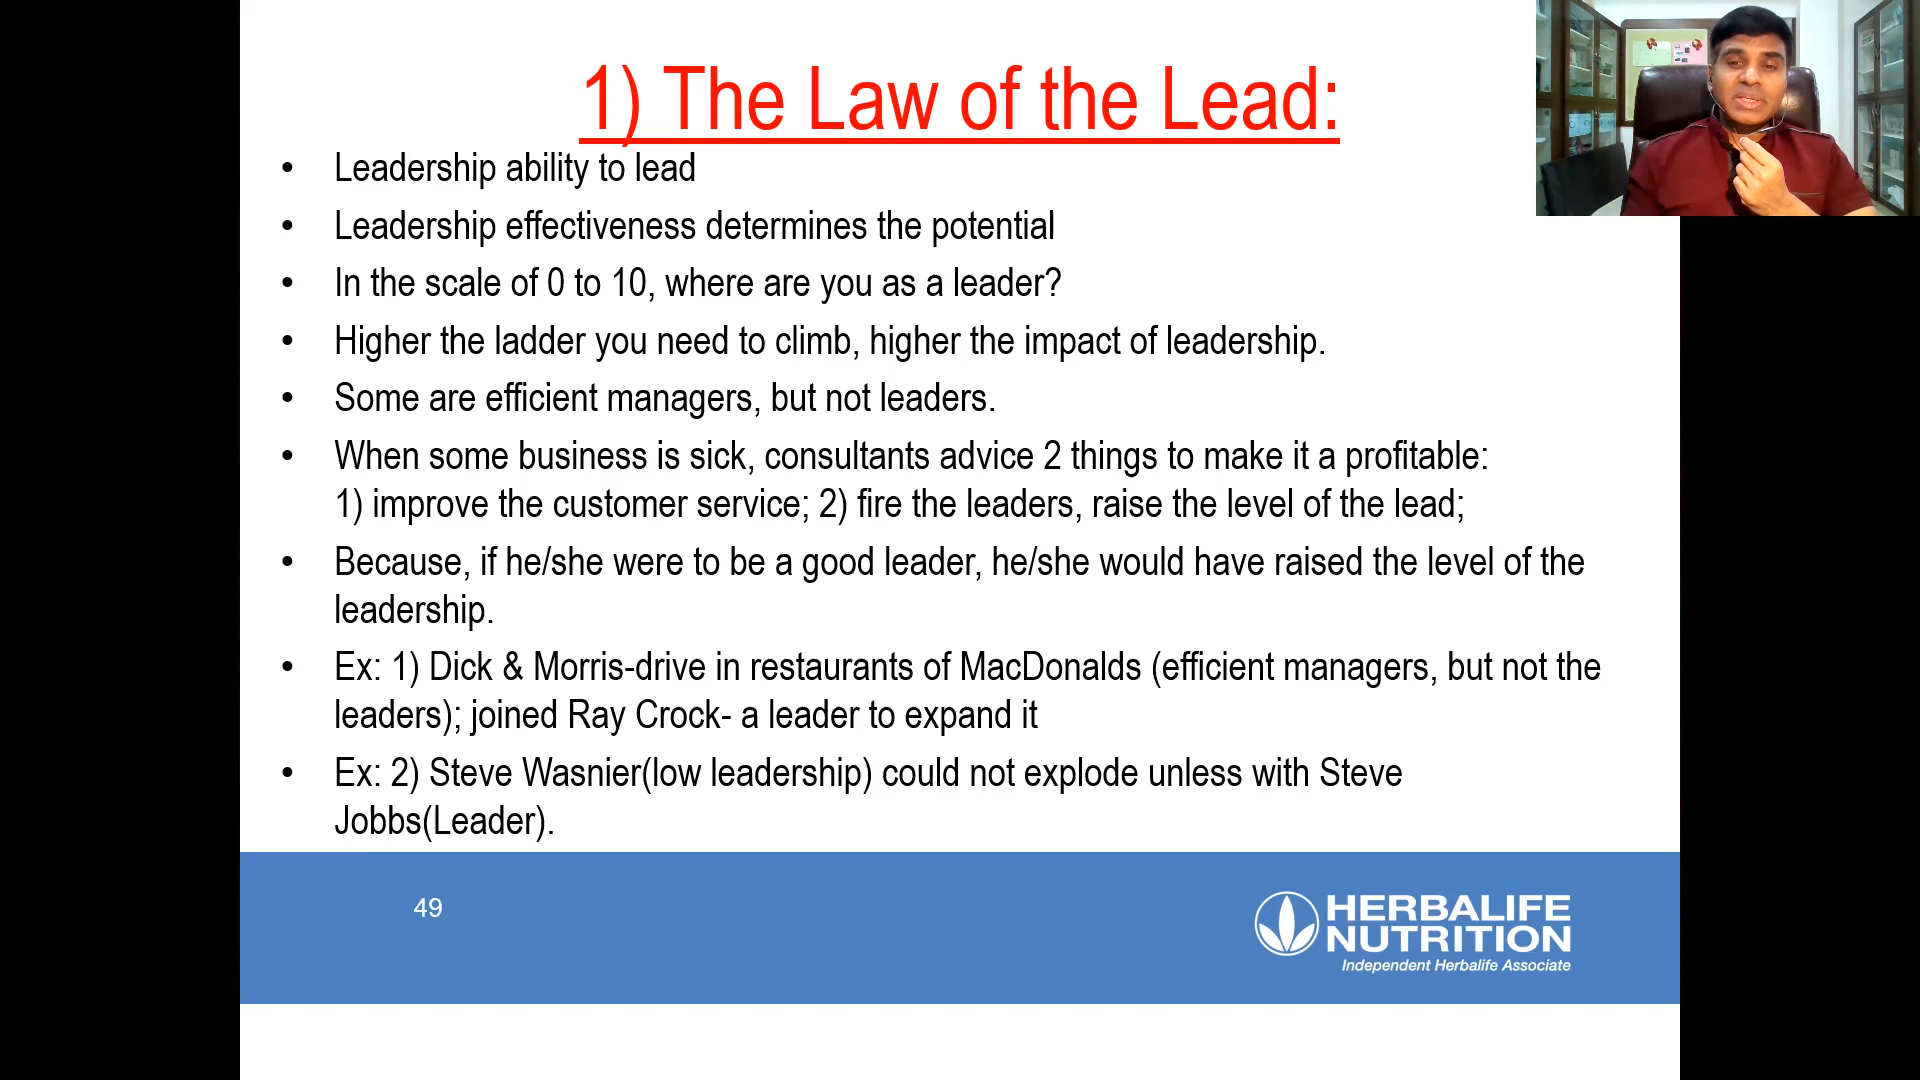 1) The Law of the Lead:
• Leadership ability to lead
• Leadership effectiveness determines the potential
• In the scale of 0 to 10, where are you as a leader?
• Higher the ladder you need to climb, higher the impact of leadership.
• Some are efficient managers, but not leaders.
• When some business is sick, consultants advice 2 things to make it a profitable:
1) improve the customer service; 2) fire the leaders, raise the level of the lead;
• Because, if he/she were to be a good leader, he/she would have raised the level of the
leadership.
• Ex: 1) Dick & Morris-drive in restaurants of MacDonalds (efficient managers, but not the
leaders); joined Ray Crock- a leader to expand it
• Ex: 2) Steve Wasnier(low leadership) could not explode unless with Steve
Jobbs(Leader).
49
HERBALIFE
NUTRITION
Independent Herbalife Associate